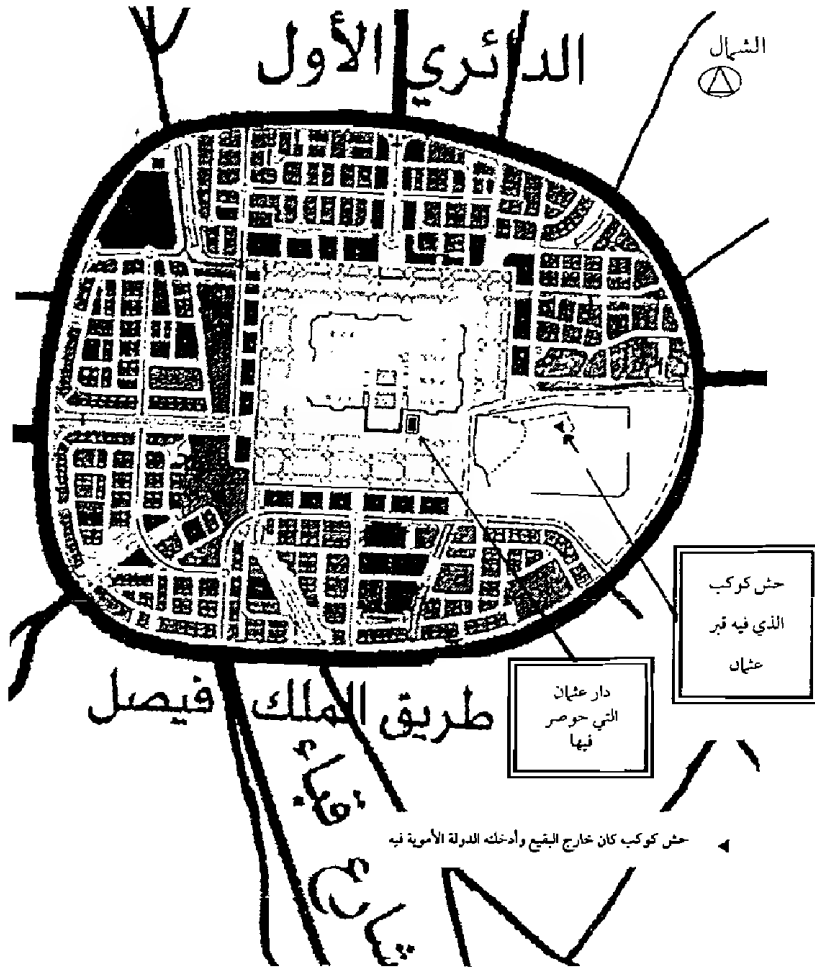 الشمال
الدائري الأول
حش كوكب
الذي فيه قبر
عثمان
دار عثمان
التي حوصر
فيها
طريق الملك فيصل
شارع قباء
حش كوكب كان خارج البقيع وأدخلته الدولة الأموية فيه